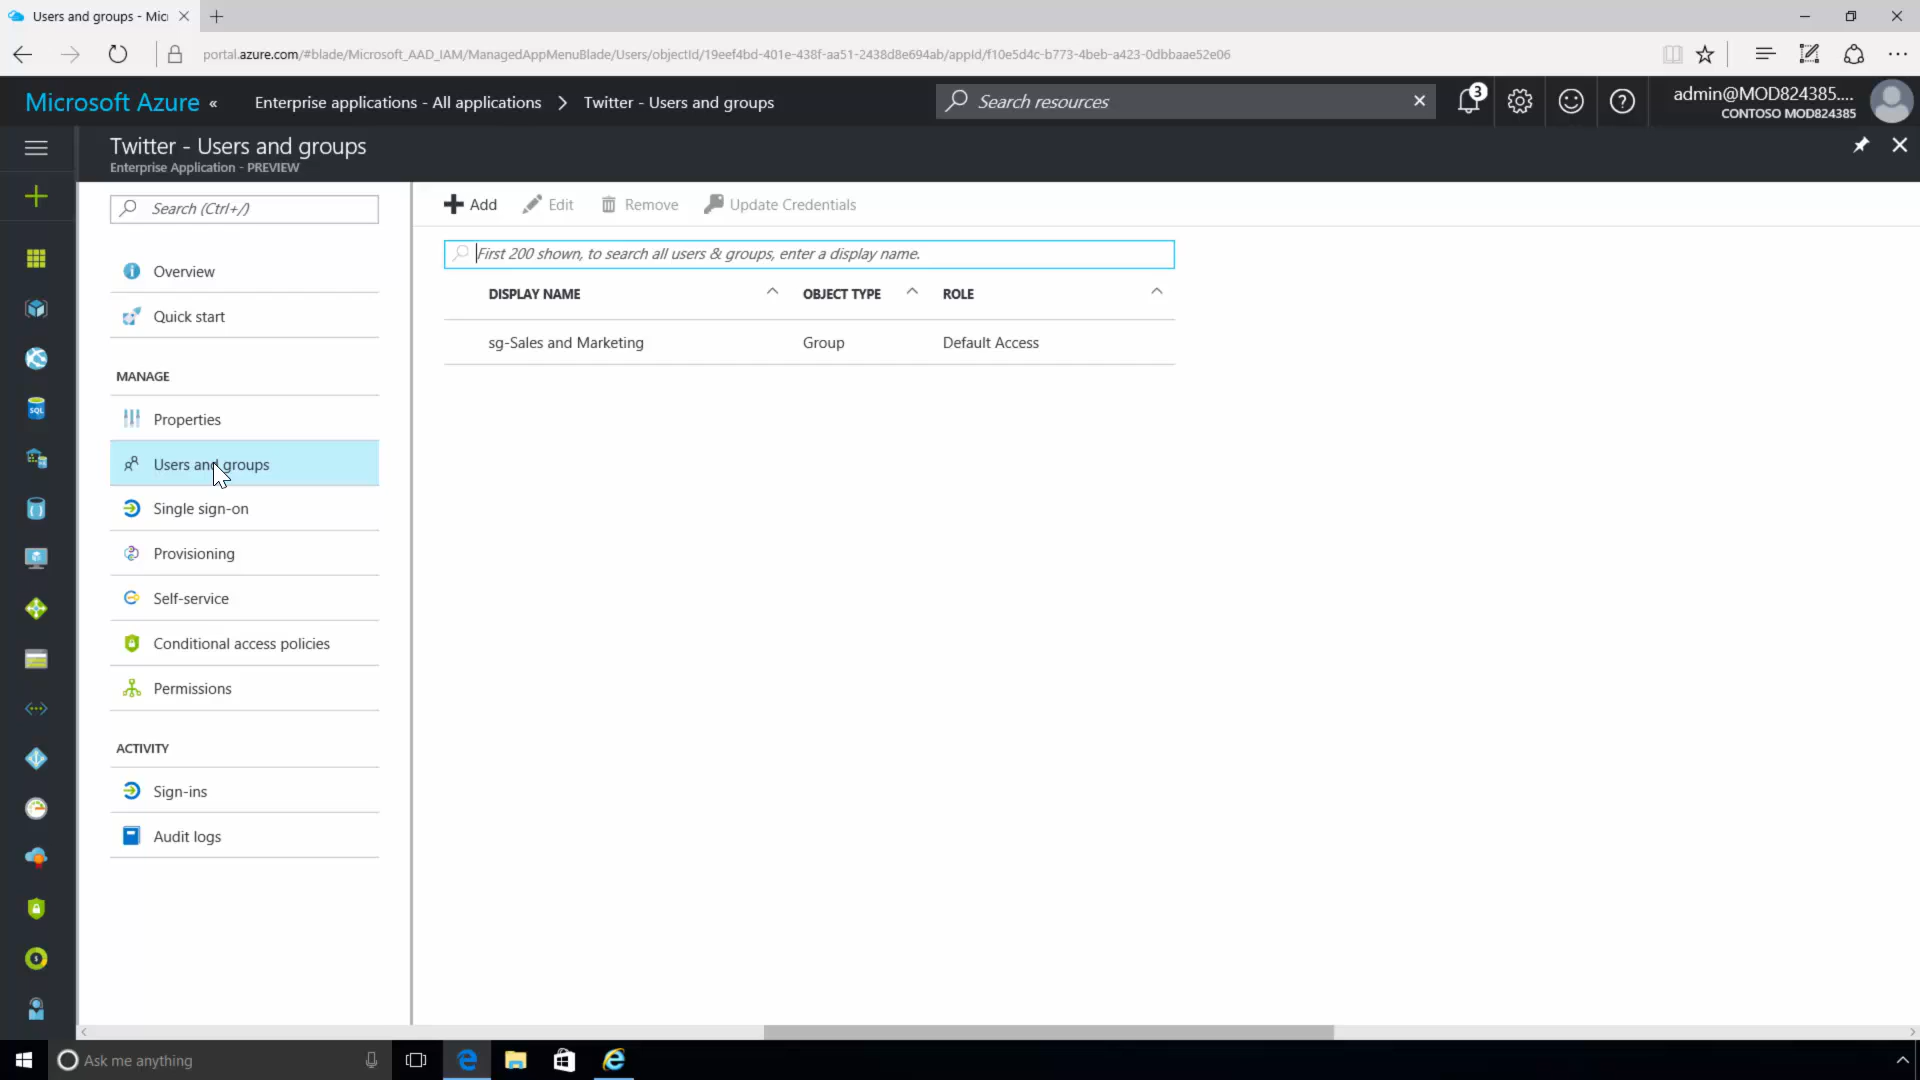 Users and groups - Mic
portal.azure.com/#blade/Microsoft_AAD_IAM/ManagedAppMenuBlade/Users/objectId/19eef4bd-401e-438f-aa51-2438d8e694ab/appId/f10e5d4c-b773-4beb-a423-0dbbaae52e06
Microsoft Azure « Enterprise applications - All applications > Twitter - Users and groups
Search resources
3
admin@MOD824385....
CONTOSO MOD824385
Twitter - Users and groups
Enterprise Application - PREVIEW
Search (Ctrl+/)
Overview
Quick start
MANAGE
Properties
Users and groups
Single sign-on
Provisioning
Self-service
Conditional access policies
Permissions
ACTIVITY
Sign-ins
Audit logs
Add Edit Remove Update Credentials
First 200 shown, to search all users & groups, enter a display name.
DISPLAY NAME OBJECT TYPE ROLE
sg-Sales and Marketing Group Default Access
SQL
Ask me anything